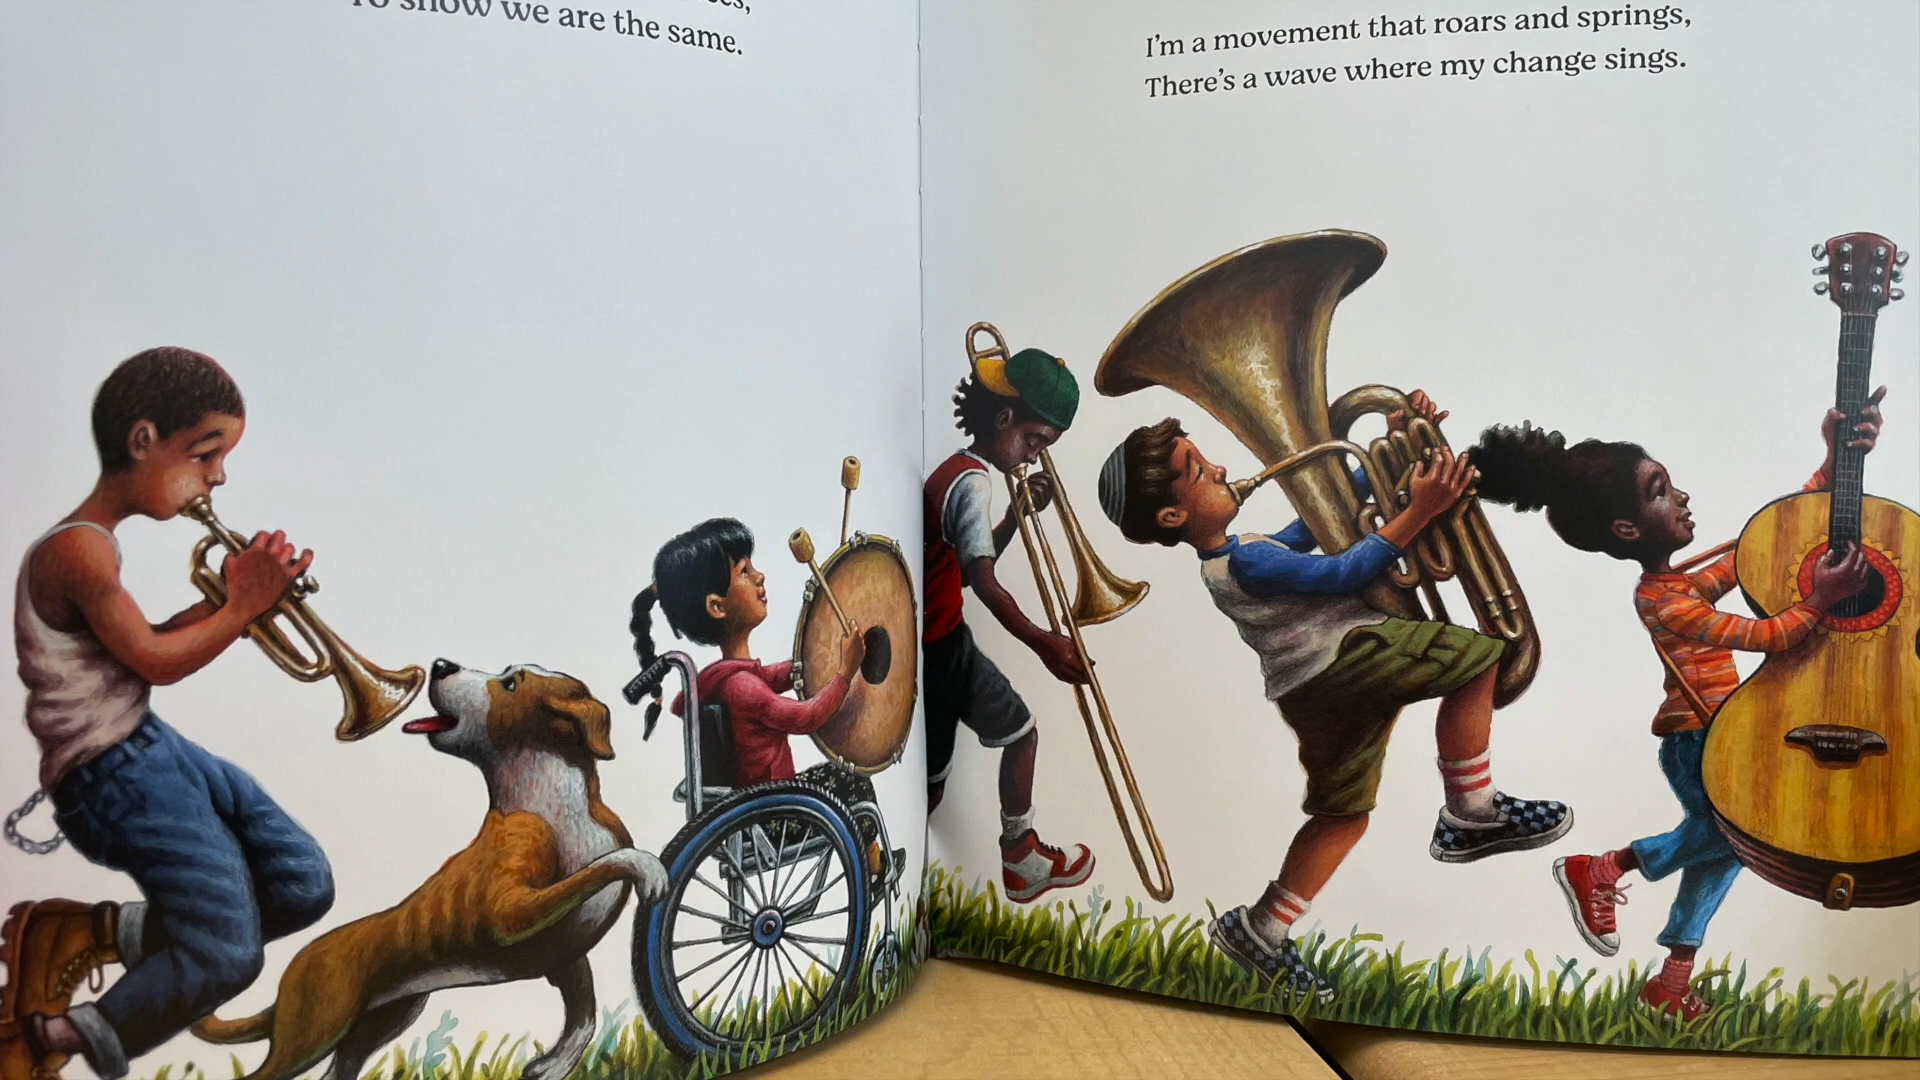 To show we are the same.
I'm a movement that roars and springs,
There's a wave where my change sings.